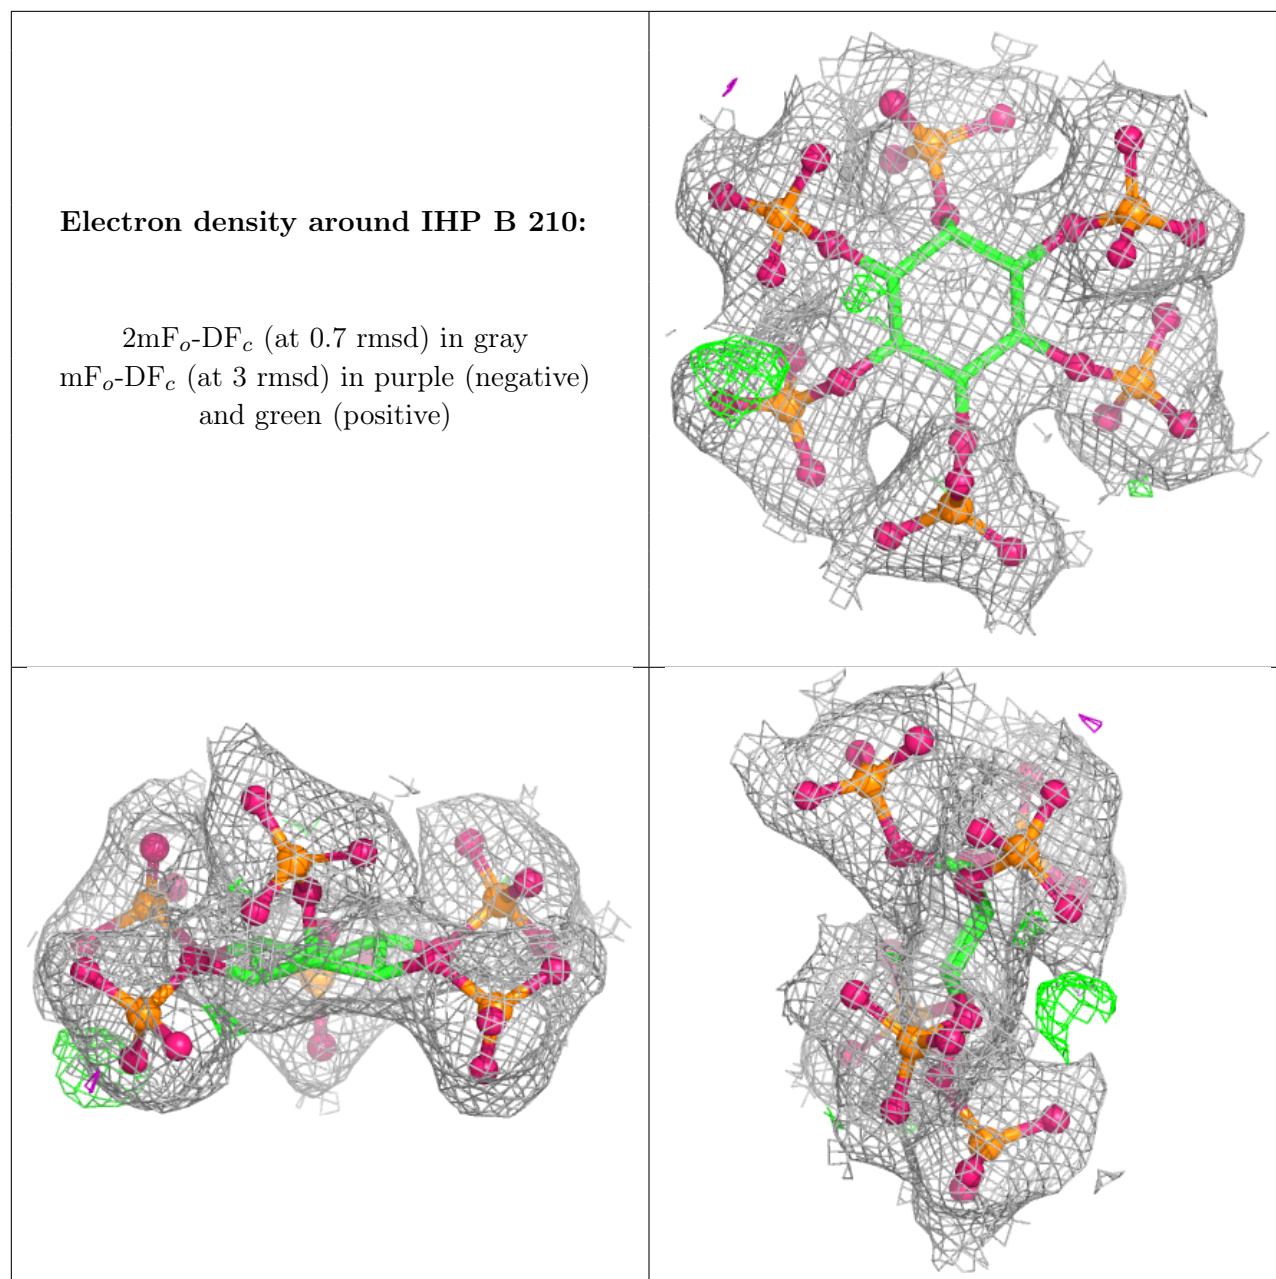 Electron density around IHP B 210:
2mFₒ-DF𝒸 (at 0.7 rmsd) in gray
mFₒ-DF𝒸 (at 3 rmsd) in purple (negative)
and green (positive)